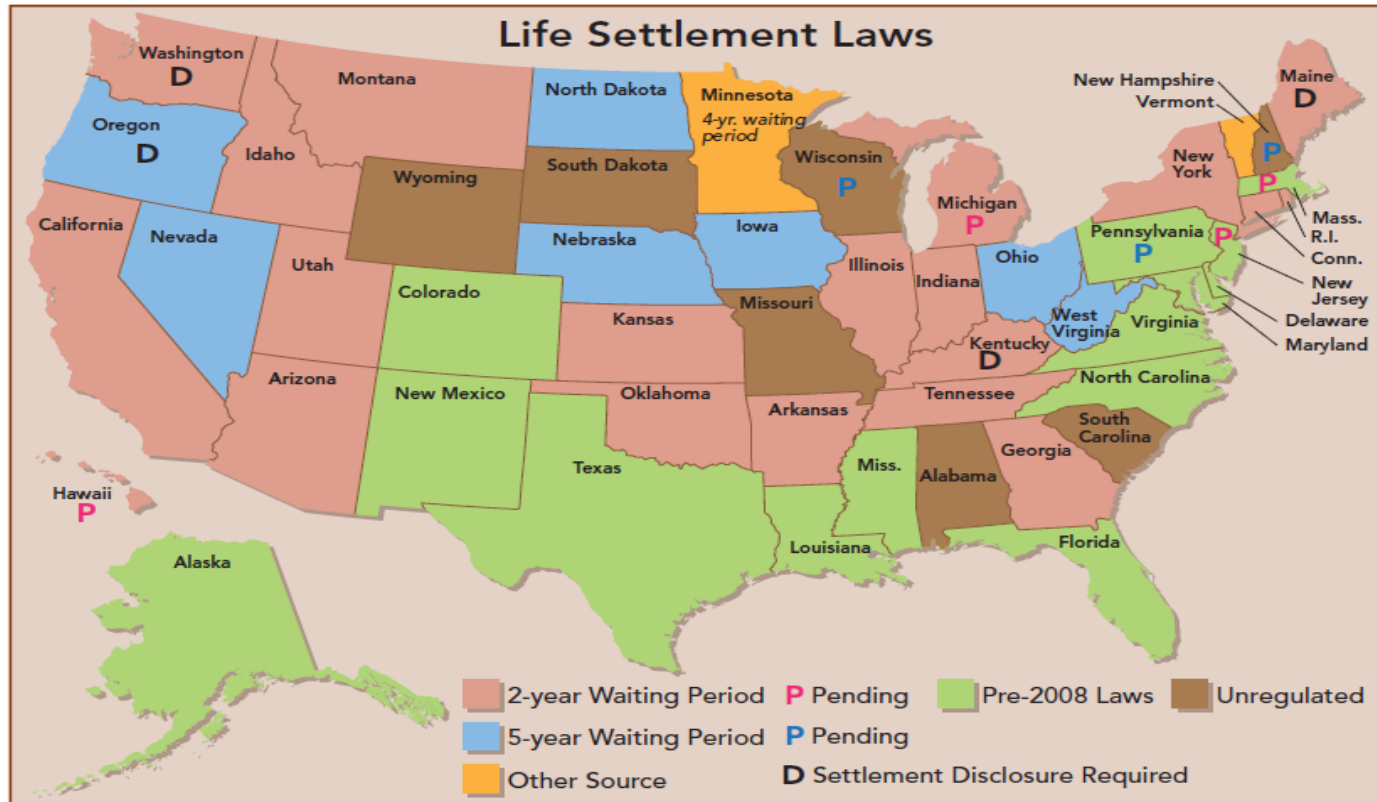 Life Settlement Laws
Washington
D
Montana
North Dakota
Minnesota
4-yr. waiting
period
New Hampshire
Vermont
Maine
D
Oregon
D
Idaho
Wyoming
South Dakota
Wisconsin
P
Michigan
P
New
York
P
P
Mass.
R.I.
Conn.
New
Jersey
Delaware
Maryland
California
Nevada
Utah
Colorado
Nebraska
Iowa
Illinois
Indiana
Ohio
Pennsylvania
P
P
West
Virginia
Virginia
Kansas
Missouri
Kentucky
D
Arizona
New Mexico
Oklahoma
Arkansas
Tennessee
North Carolina
South
Carolina
Texas
Louisiana
Miss.
Alabama
Georgia
Florida
Hawaii
P
Alaska
2-year Waiting Period
P Pending
Pre-2008 Laws
Unregulated
5-year Waiting Period
P Pending
Other Source
D Settlement Disclosure Required